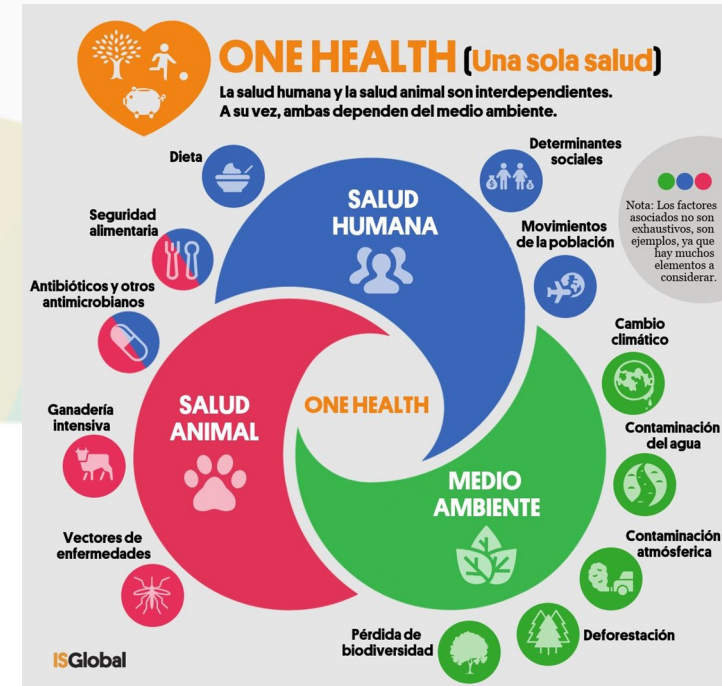 ONE HEALTH (Una sola salud)
La salud humana y la salud animal son interdependientes.
A su vez, ambas dependen del medio ambiente.
Dieta
Seguridad
alimentaria
Antibióticos y otros
antimicrobianos
Ganadería
intensiva
Vectores de
enfermedades
SALUD
HUMANA
Determinantes
sociales
Movimientos
de la población
Nota: Los factores
asociados no son
exhaustivos, son
ejemplos, ya que
hay muchos
elementos a
considerar.
SALUD
ANIMAL
ONE HEALTH
MEDIO
AMBIENTE
Cambio
climático
Contaminación
del agua
Contaminación
atmósferica
Deforestación
Pérdida de
biodiversidad
ISGlobal